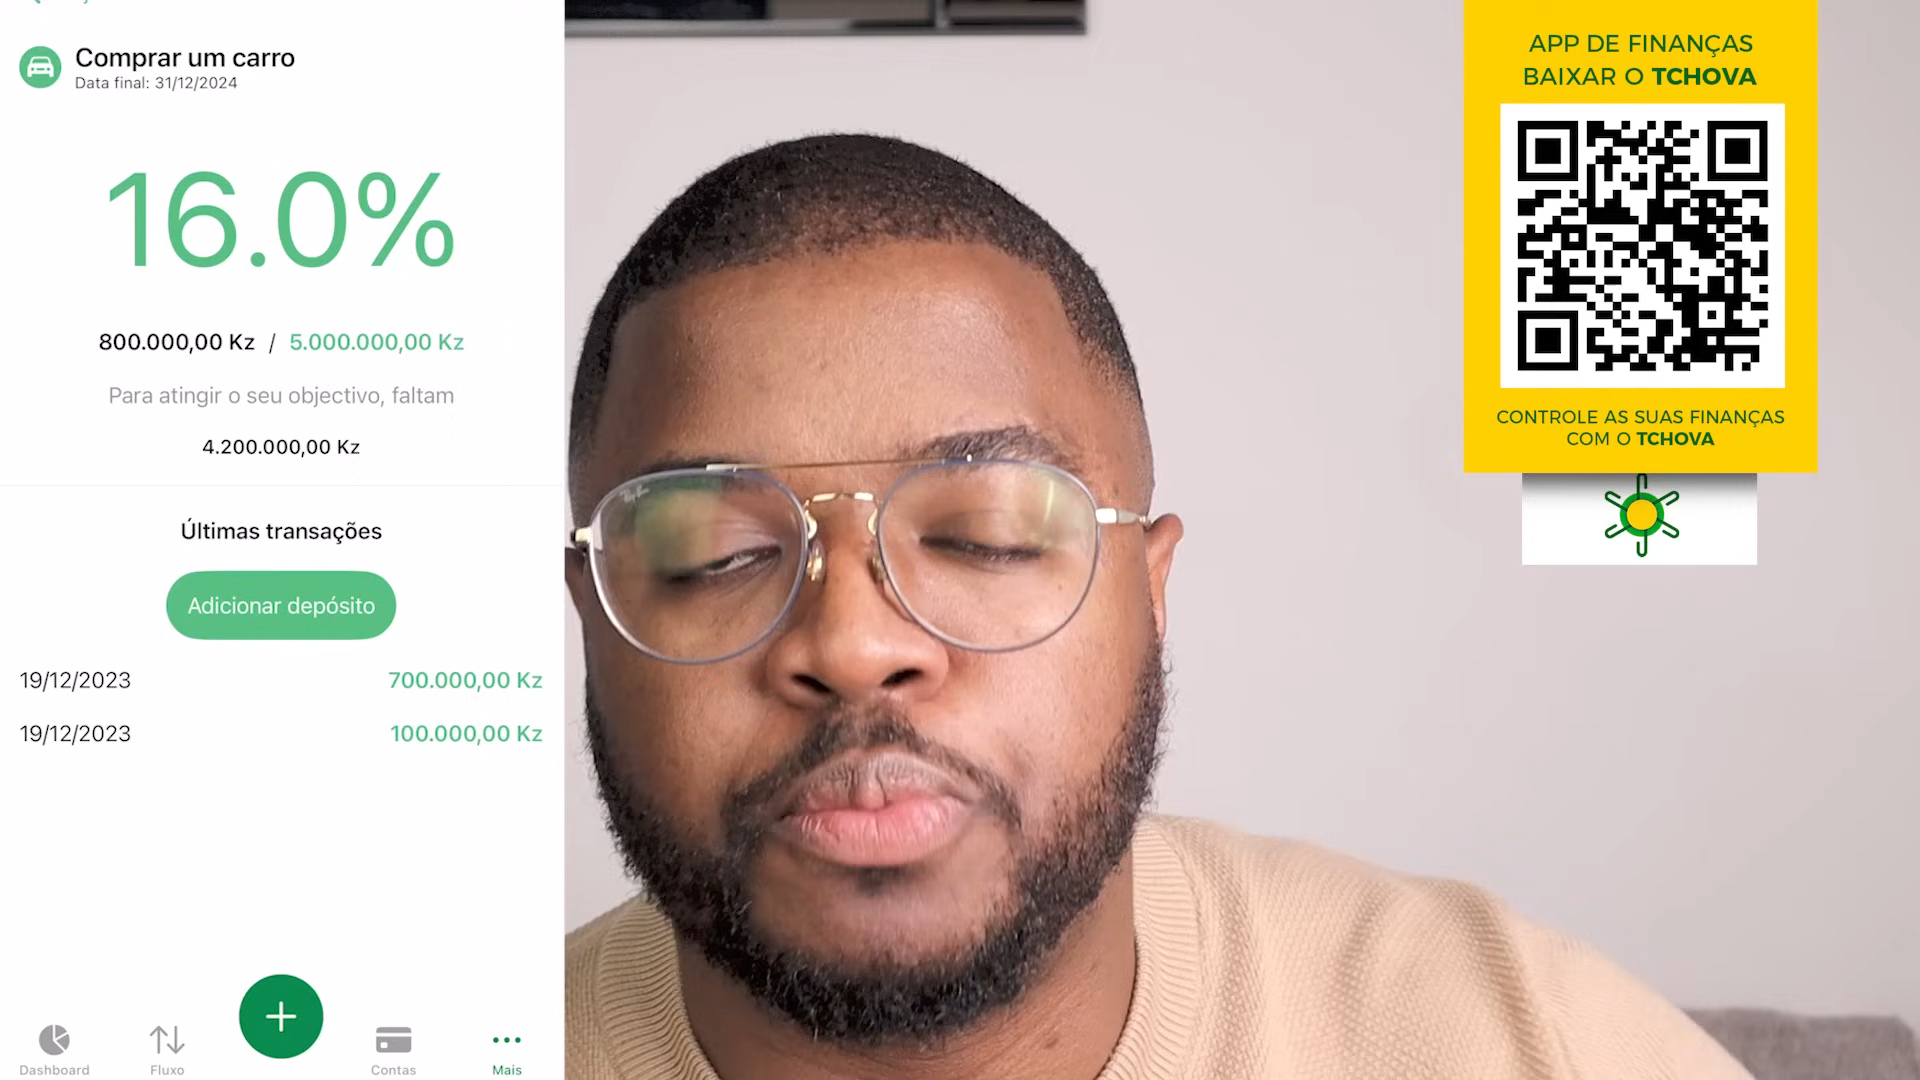 Comprar um carro
Data final: 31/12/2024
16.0%
800.000,00 Kz / 5.000.000,00 Kz
Para atingir o seu objectivo, faltam
4.200.000,00 Kz
Últimas transações
Adicionar depósito
19/12/2023 700.000,00 Kz
19/12/2023 100.000,00 Kz
Dashboard
Fluxo
Contas
Mais
Ray-Ban
APP DE FINANÇAS
BAIXAR O TCHOVA
CONTROLE AS SUAS FINANÇAS
COM O TCHOVA